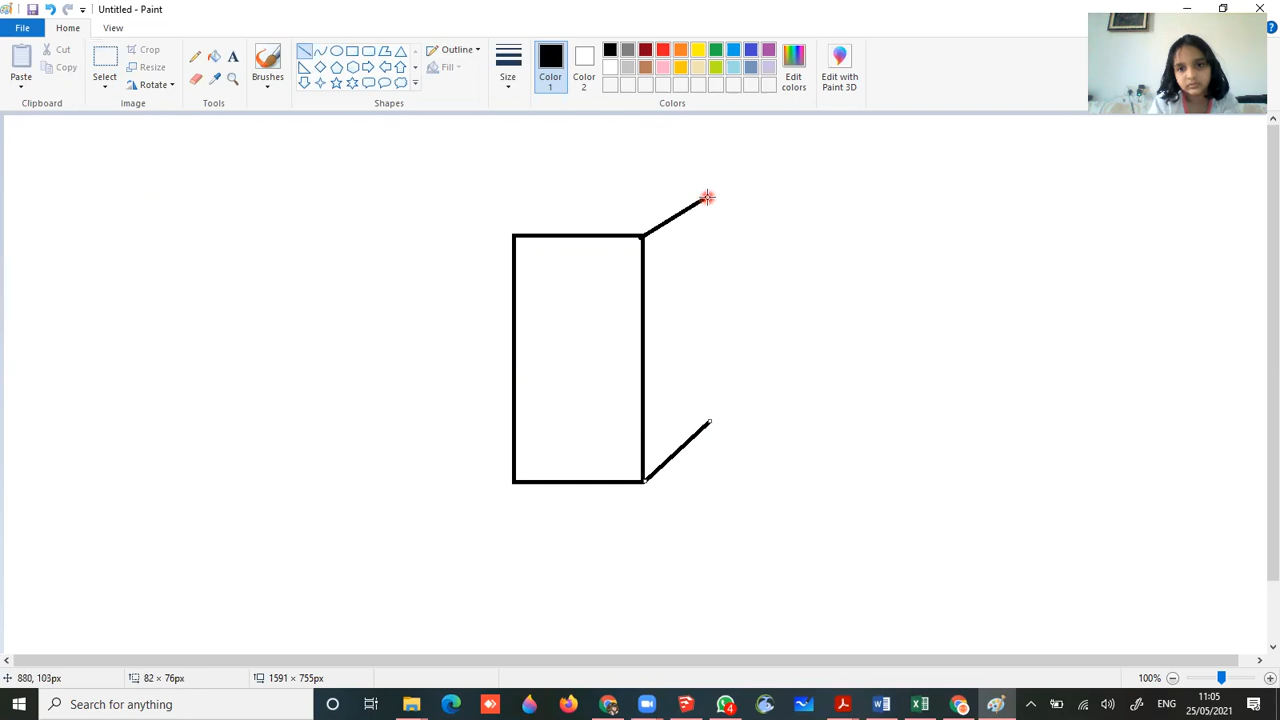 Untitled - Paint
File Home View
Paste Cut Copy
Clipboard
Select Crop Resize Rotate
Image
Tools
Brushes
Shapes
Outline Fill
Size
Color 1
Color 2
Colors
Edit colors
Edit with Paint 3D
880, 103px 82 × 76px 1591 × 755px 100%
Search for anything
4
ENG
11:05
25/05/2021